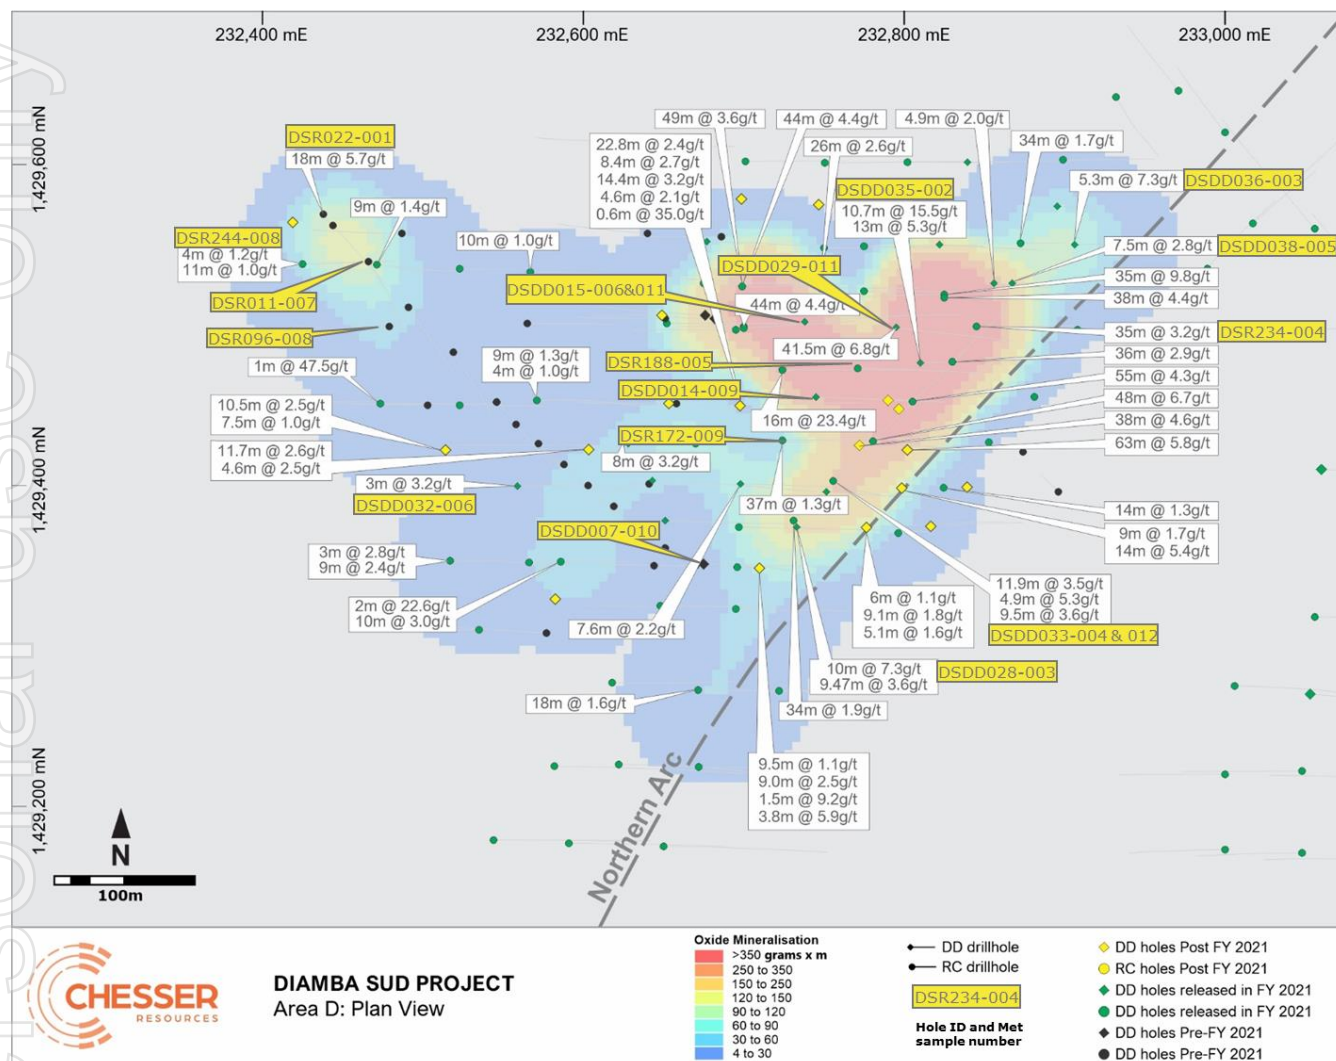 232,400 mE
232,600 mE
232,800 mE
233,000 mE
1,429,600 mN
1,429,400 mN
1,429,200 mN
DSR022-001
18m @ 5.7g/t
9m @ 1.4g/t
DSR244-008
4m @ 1.2g/t
11m @ 1.0g/t
DSR011-007
DSR096-008
1m @ 47.5g/t
10m @ 1.0g/t
9m @ 1.3g/t
4m @ 1.0g/t
10.5m @ 2.5g/t
7.5m @ 1.0g/t
11.7m @ 2.6g/t
4.6m @ 2.5g/t
3m @ 3.2g/t
DSDD032-006
3m @ 2.8g/t
9m @ 2.4g/t
2m @ 22.6g/t
10m @ 3.0g/t
49m @ 3.6g/t
44m @ 4.4g/t
22.8m @ 2.4g/t
8.4m @ 2.7g/t
14.4m @ 3.2g/t
4.6m @ 2.1g/t
0.6m @ 35.0g/t
26m @ 2.6g/t
4.9m @ 2.0g/t
34m @ 1.7g/t
5.3m @ 7.3g/t
DSDD036-003
DSDD035-002
10.7m @ 15.5g/t
13m @ 5.3g/t
DSDD029-011
DSDD015-006&011
44m @ 4.4g/t
41.5m @ 6.8g/t
DSR188-005
DSDD014-009
16m @ 23.4g/t
DSR172-009
8m @ 3.2g/t
37m @ 1.3g/t
DSDD007-010
7.6m @ 2.2g/t
18m @ 1.6g/t
7.5m @ 2.8g/t
DSDD038-005
35m @ 9.8g/t
38m @ 4.4g/t
35m @ 3.2g/t
DSR234-004
36m @ 2.9g/t
55m @ 4.3g/t
48m @ 6.7g/t
38m @ 4.6g/t
63m @ 5.8g/t
14m @ 1.3g/t
9m @ 1.7g/t
14m @ 5.4g/t
11.9m @ 3.5g/t
4.9m @ 5.3g/t
9.5m @ 3.6g/t
DSDD033-004 & 012
6m @ 1.1g/t
9.1m @ 1.8g/t
5.1m @ 1.6g/t
10m @ 7.3g/t
9.47m @ 3.6g/t
DSDD028-003
34m @ 1.9g/t
9.5m @ 1.1g/t
9.0m @ 2.5g/t
1.5m @ 9.2g/t
3.8m @ 5.9g/t
Northern Arc
N
100m
CHESSER
RESOURCES
DIAMBA SUD PROJECT
Area D: Plan View
Oxide Mineralisation
>350 grams x m
250 to 350
150 to 250
120 to 150
90 to 120
60 to 90
30 to 60
4 to 30
DD drillhole
RC drillhole
DSR234-004
Hole ID and Met
sample number
DD holes Post FY 2021
RC holes Post FY 2021
DD holes released in FY 2021
DD holes released in FY 2021
DD holes Pre-FY 2021
DD holes Pre-FY 2021